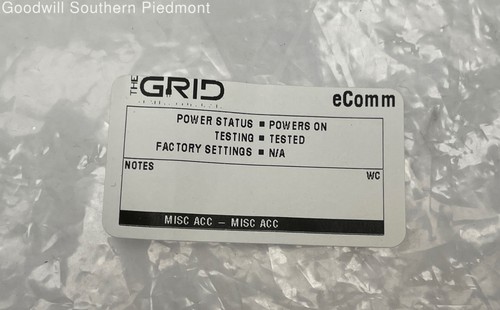 Goodwill Southern Piedmont
THE GRID
eComm
POWER STATUS ▪ POWERS ON
TESTING ▪ TESTED
FACTORY SETTINGS ▪ N/A
NOTES
WC
MISC ACC - MISC ACC